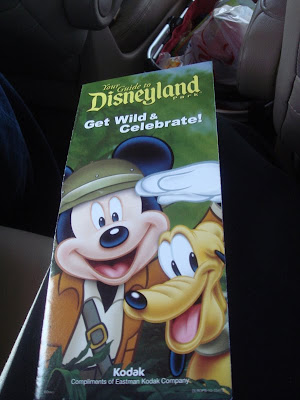 Your Guide to
Disneyland
Park
Get Wild &
Celebrate!
Kodak
Compliments of Eastman Kodak Company.